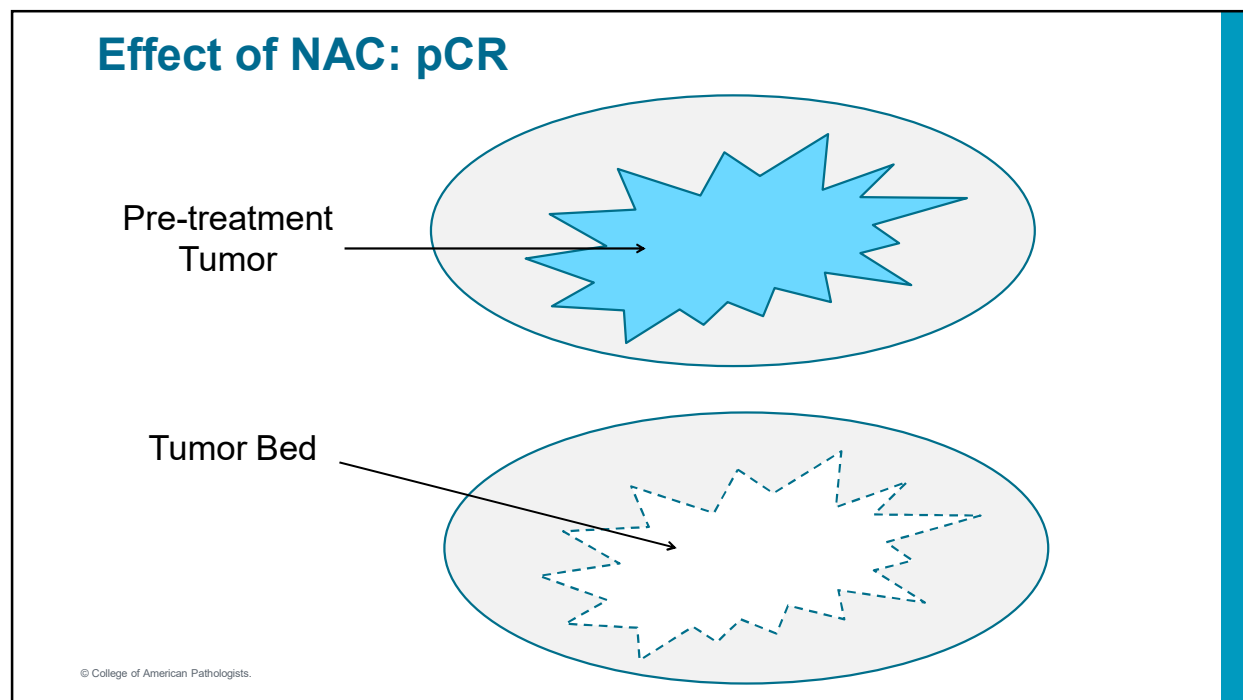 Effect of NAC: pCR
Pre-treatment
Tumor
Tumor Bed
© College of American Pathologists.